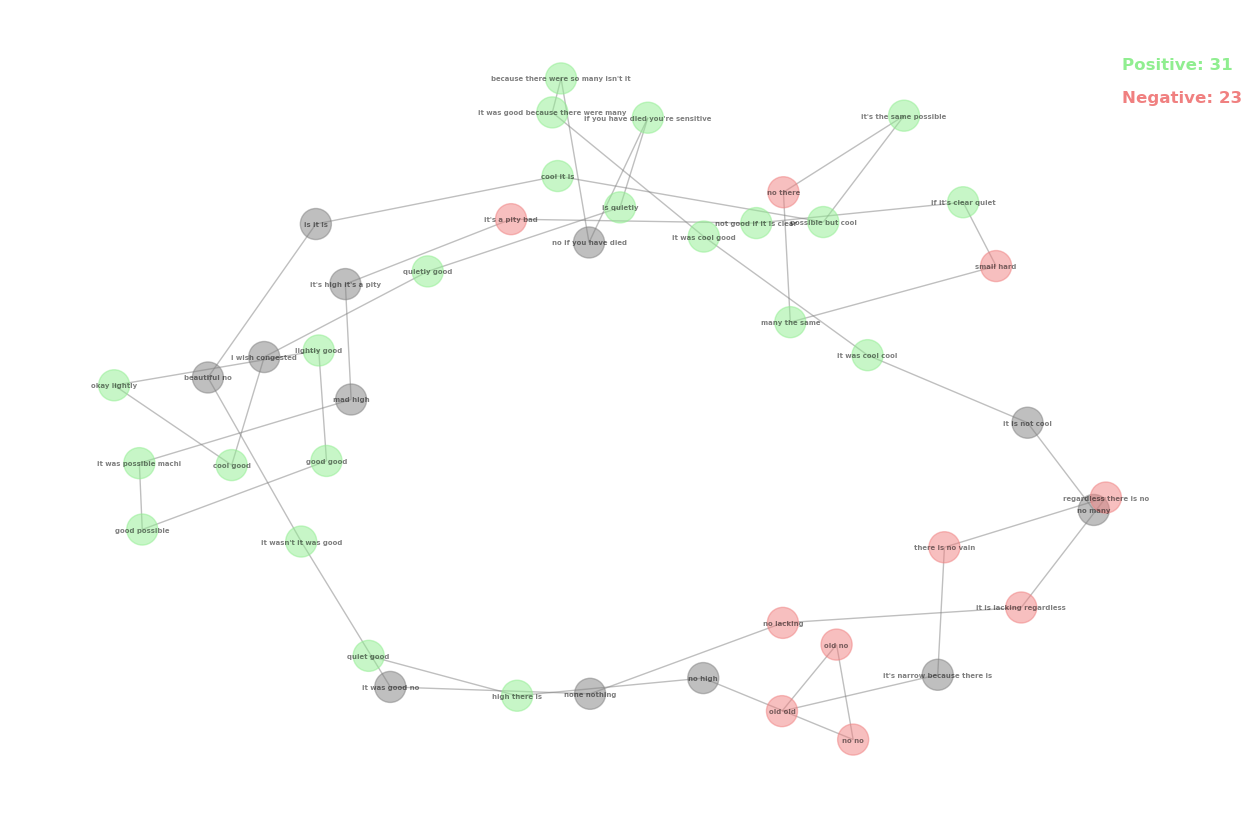 Positive: 31
because there were so many isn't it
Negative: 23
It was good because there were many
If you have died you're sensitive
It's the same possible
cool it is
no there
If it's clear quiet
is quietly
It's a pity bad
Is it is
not good if it is clear
possible but cool
It was cool good
no If you have died
small hard
quietly good
It's high it's a pity
many the same
lightly good
I wish congested
It was cool cool
beautiful no
okay lightly
mad high
It is not cool
It was possible machi
cool good
good good
regardless there is no
no many
good possible
It wasn't it was good
there is no vain
It is lacking regardless
no lacking
old no
quiet good
It's narrow because there is
no high
It was good no
none nothing
high there is
old old
no no